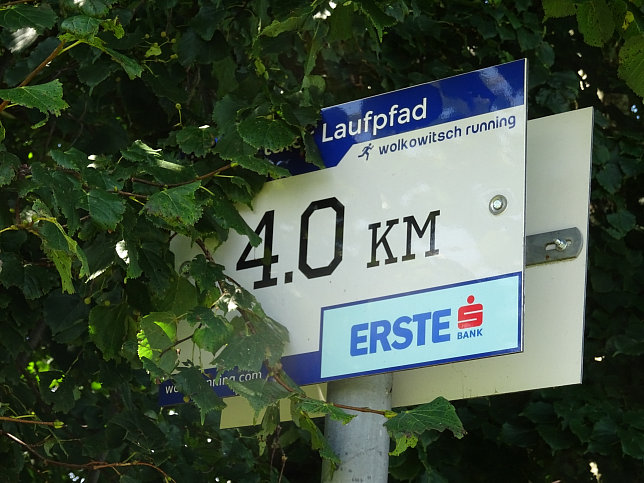 Laufpfad
wolkowitsch running
4.0 KM
ERSTE
BANK